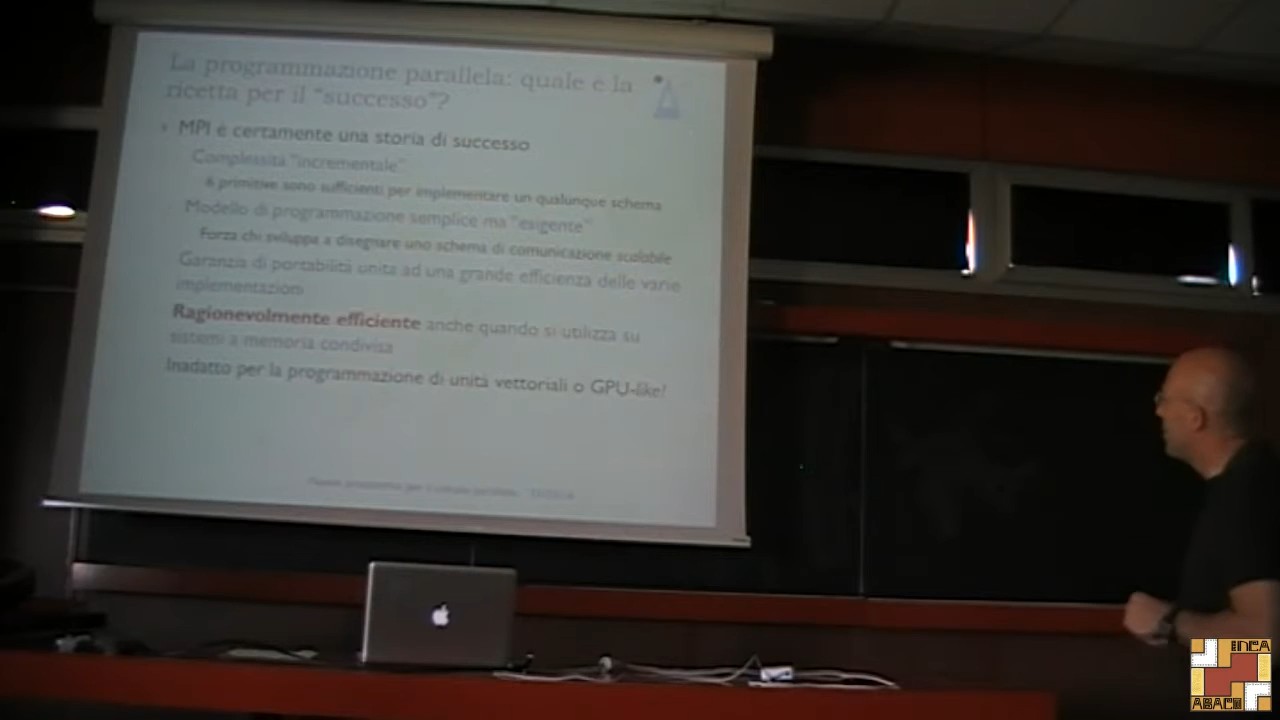 La programmazione parallela: quale è la
ricetta per il "successo"?
MPI è certamente una storia di successo
Complessità "incrementale"
6 primitive sono sufficienti per implementare un qualunque schema
Modello di programmazione semplice ma "esigente"
Forza chi sviluppa a disegnare uno schema di comunicazione scalabile
Garanzia di portabilità unita ad una grande efficienza delle varie
implementazioni
Ragionevolmente efficiente anche quando si utilizza su
sistemi a memoria condivisa
Inadatto per la programmazione di unità vettoriali o GPU-like!
INCA
ABACO